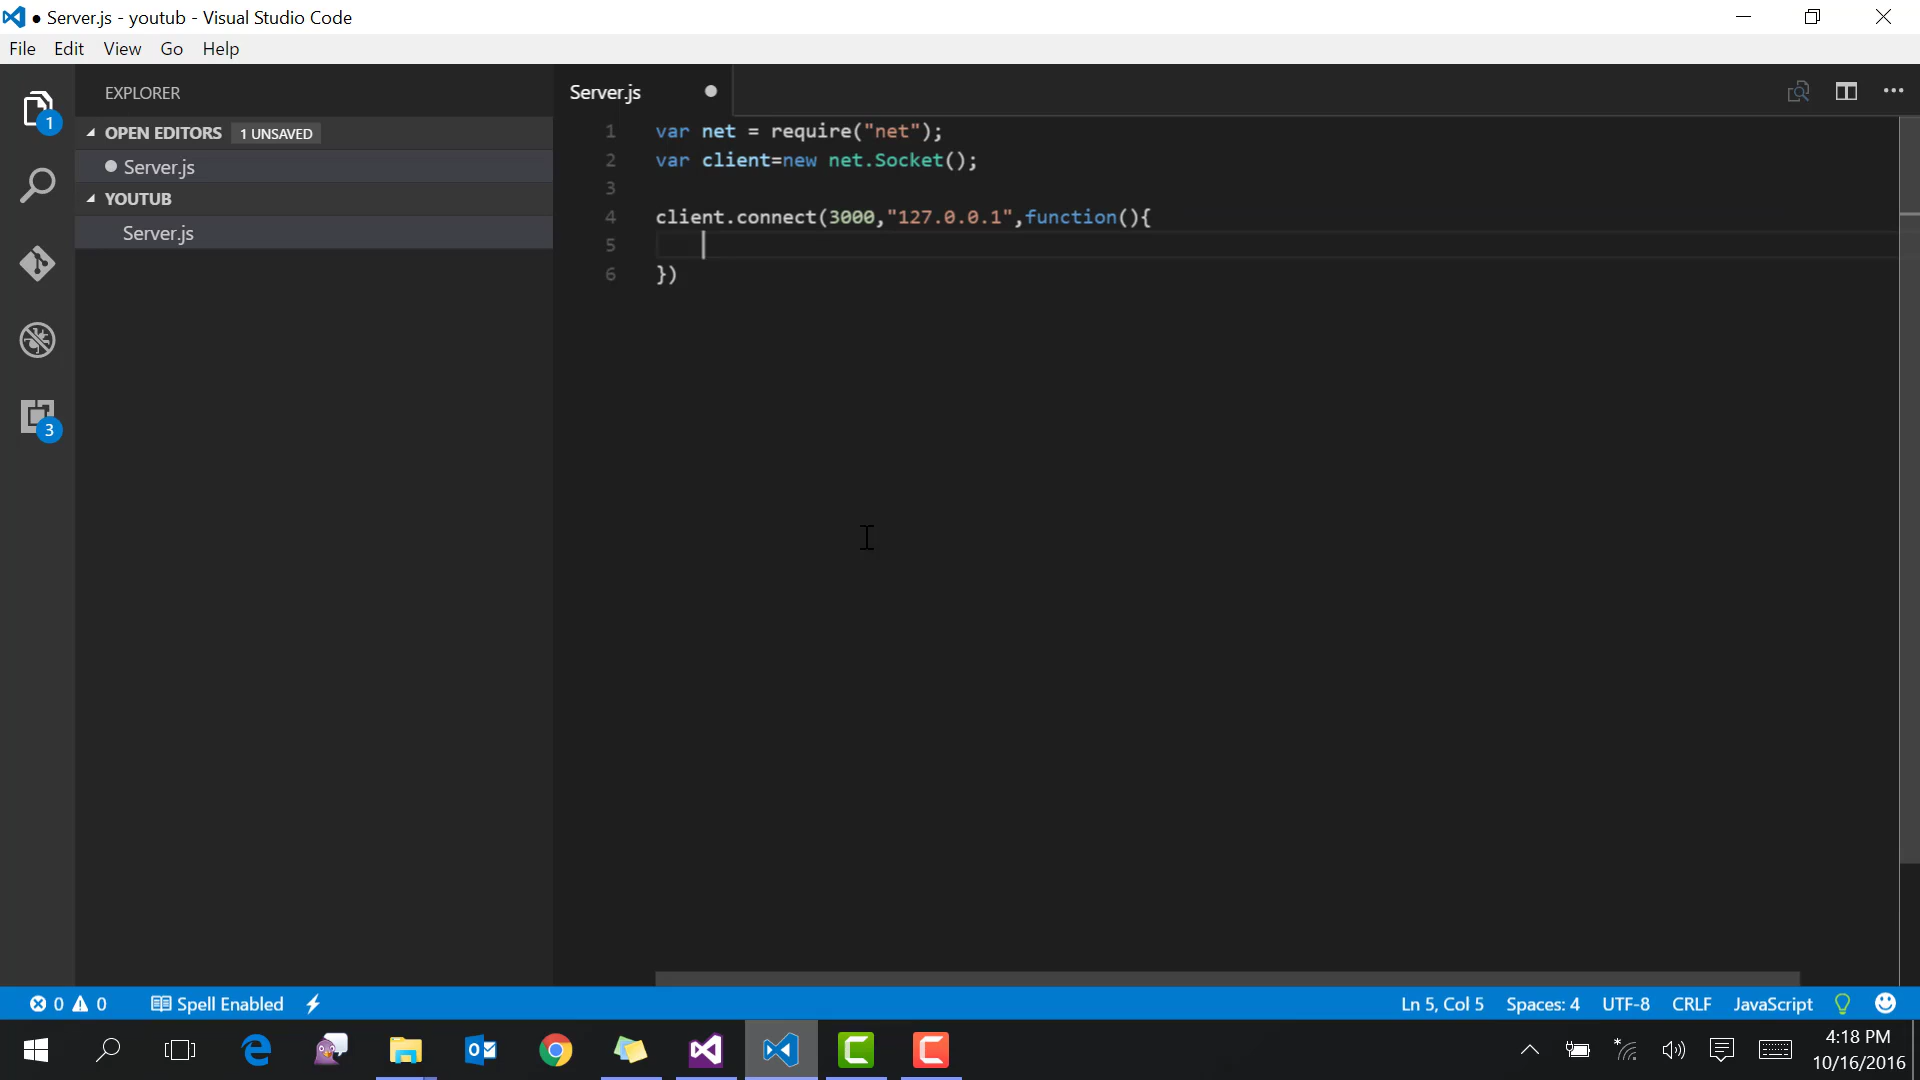 ● Server.js - youtub - Visual Studio Code
File Edit View Go Help
EXPLORER
OPEN EDITORS 1 UNSAVED
Server.js
YOUTUB
Server.js
1
3
Server.js
1 var net = require("net");
2 var client=new net.Socket();
3
4 client.connect(3000,"127.0.0.1",function(){
5
6 })
0 0 Spell Enabled Ln 5, Col 5 Spaces: 4 UTF-8 CRLF JavaScript
4:18 PM
10/16/2016